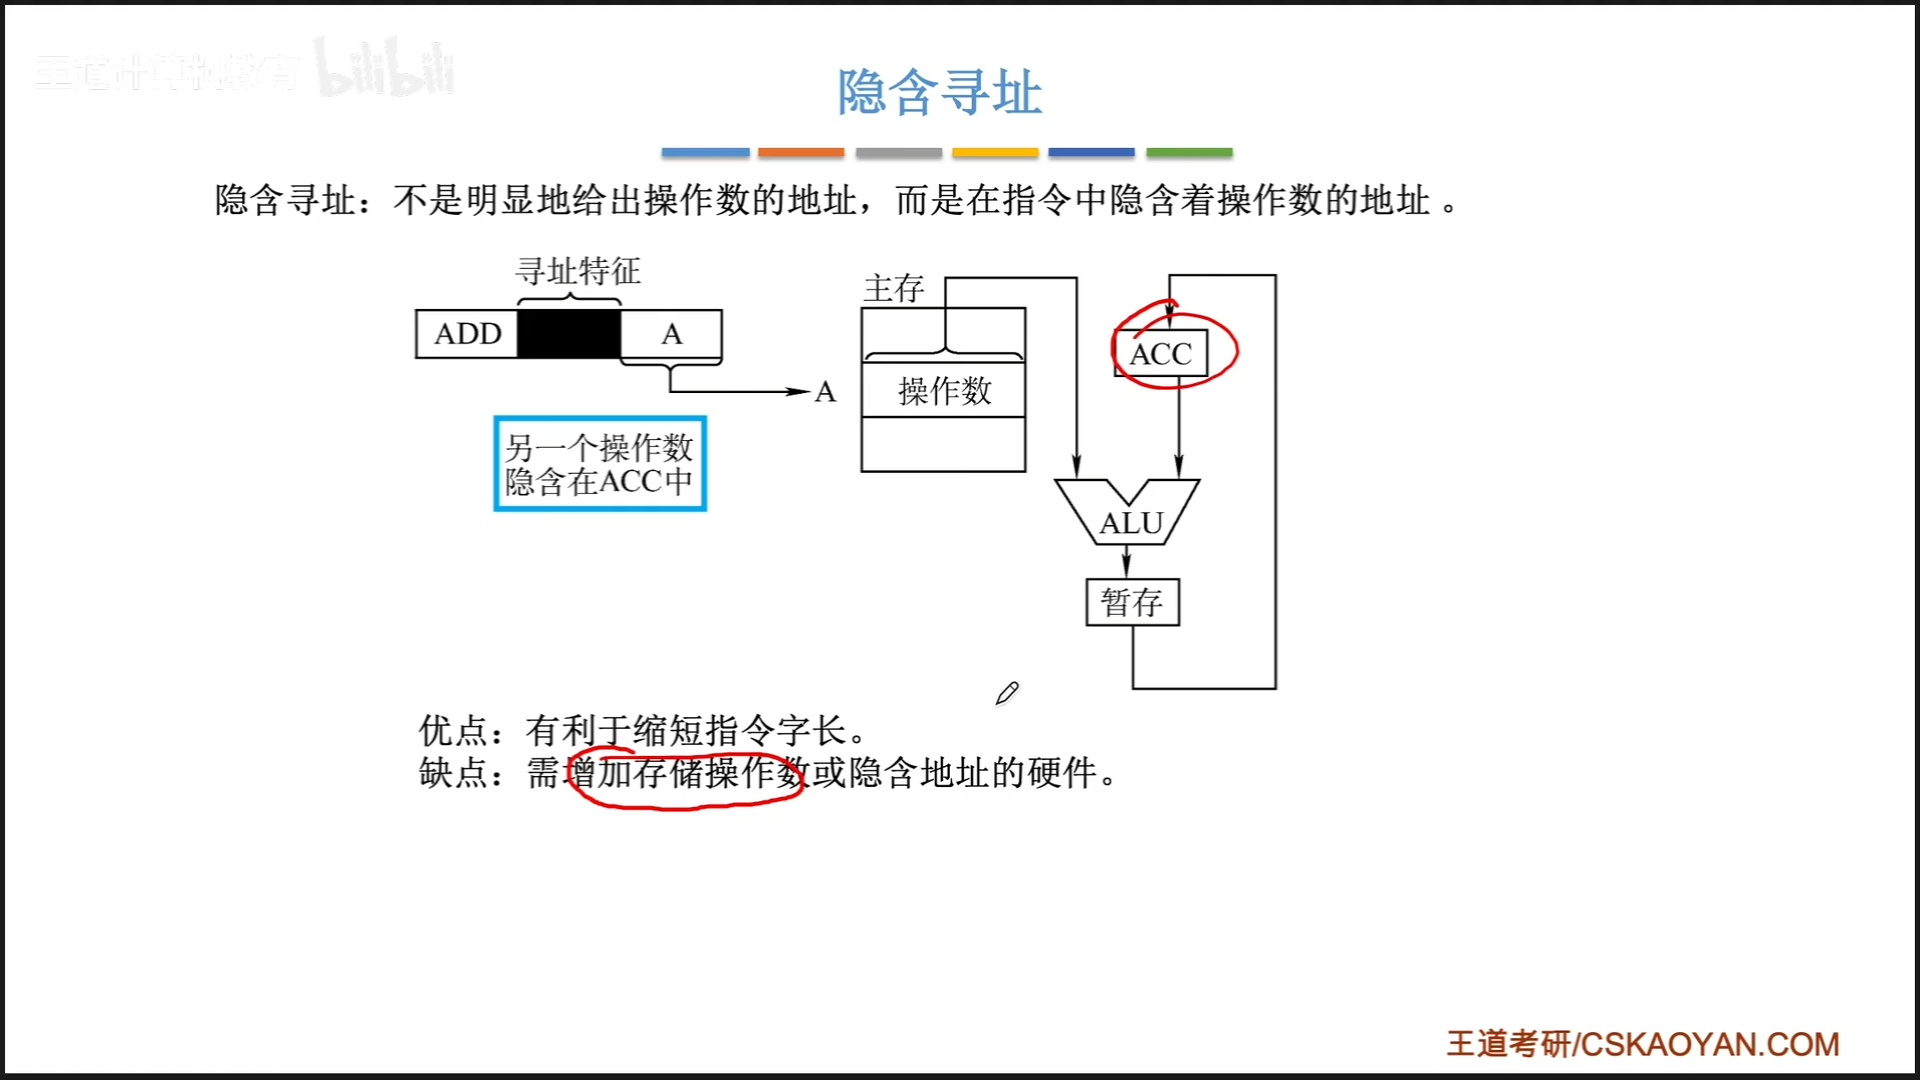 王道计算机教育 bilibili
隐含寻址
隐含寻址：不是明显地给出操作数的地址，而是在指令中隐含着操作数的地址 。
寻址特征
ADD
A
A
主存
操作数
ACC
另一个操作数
隐含在ACC中
ALU
暂存
优点：有利于缩短指令字长。
缺点：需增加存储操作数或隐含地址的硬件。
王道考研/CSKAOYAN.COM